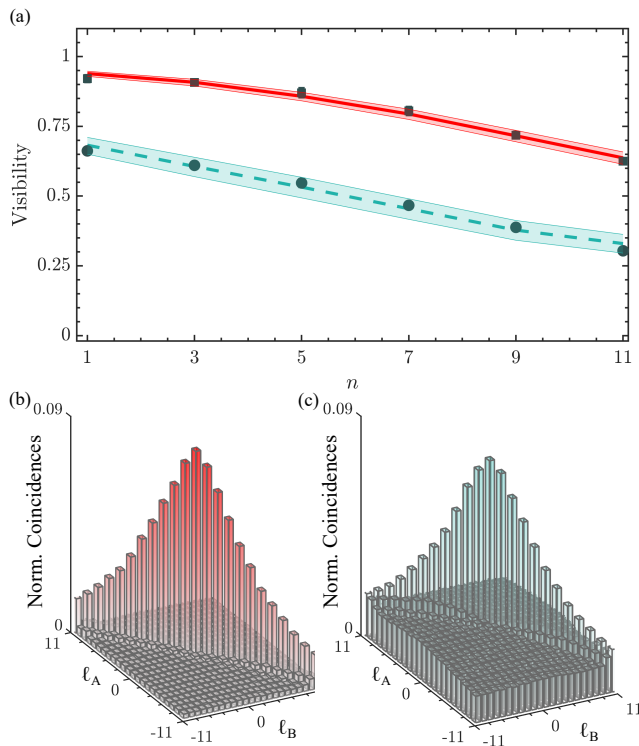 (a)
1
0.75
0.5
0.25
0
Visibility
1 3 5 7 9 11
n
(b)
0.09
Norm. Coincidences
0
11
ℓA
0
-11
-11
0
ℓB
(c)
0.09
Norm. Coincidences
0
11
ℓA
0
-11
-11
0
ℓB
11